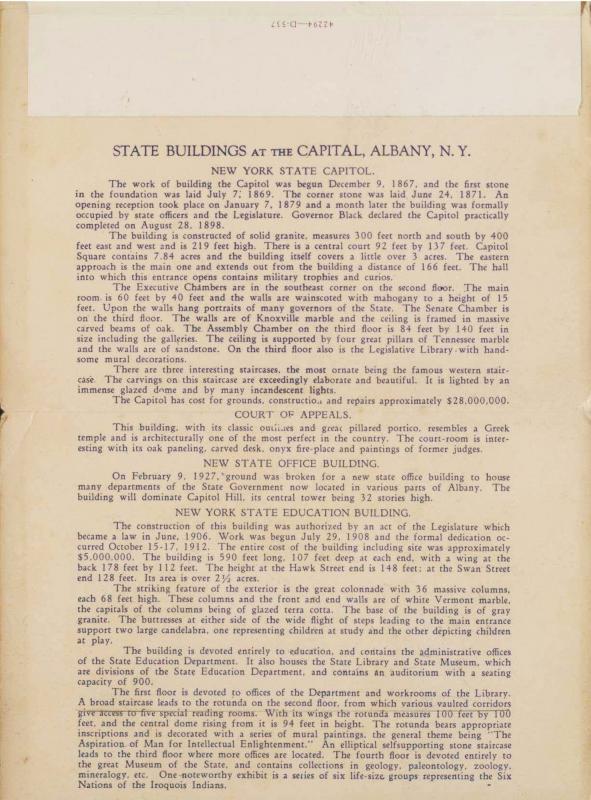 42294-D-337
STATE BUILDINGS AT THE CAPITAL, ALBANY, N. Y.
NEW YORK STATE CAPITOL.
The work of building the Capitol was begun December 9, 1867, and the first stone
in the foundation was laid July 7, 1869. The corner stone was laid June 24, 1871. An
opening reception took place on January 7, 1879 and a month later the building was formally
occupied by state officers and the Legislature. Governor Black declared the Capitol practically
completed on August 28, 1898.
The building is constructed of solid granite, measures 300 feet north and south by 400
feet east and west and is 219 feet high. There is a central court 92 feet by 137 feet. Capitol
Square contains 7.84 acres and the building itself covers a little over 3 acres. The eastern
approach is the main one and extends out from the building a distance of 166 feet. The hall
into which this entrance opens contains military trophies and curios.
The Executive Chambers are in the southeast corner on the second floor. The main
room is 60 feet by 40 feet and the walls are wainscoted with mahogany to a height of 15
feet. Upon the walls hang portraits of many governors of the State. The Senate Chamber is
on the third floor. The walls are of Knoxville marble and the ceiling is framed in massive
carved beams of oak. The Assembly Chamber on the third floor is 84 feet by 140 feet in
size including the galleries. The ceiling is supported by four great pillars of Tennessee marble
and the walls are of sandstone. On the third floor also is the Legislative Library with hand-
some mural decorations.
There are three interesting staircases, the most ornate being the famous western stair-
case. The carvings on this staircase are exceedingly elaborate and beautiful. It is lighted by an
immense glazed dome and by many incandescent lights.
The Capitol has cost for grounds, construction and repairs approximately $28,000,000.
COURT OF APPEALS.
This building, with its classic outlines and great pillared portico, resembles a Greek
temple and is architecturally one of the most perfect in the country. The court-room is inter-
esting with its oak paneling, carved desk, onyx fire-place and paintings of former judges.
NEW STATE OFFICE BUILDING.
On February 9, 1927, ground was broken for a new state office building to house
many departments of the State Government now located in various parts of Albany. The
building will dominate Capitol Hill, its central tower being 32 stories high.
NEW YORK STATE EDUCATION BUILDING.
The construction of this building was authorized by an act of the Legislature which
became a law in June, 1906. Work was begun July 29, 1908 and the formal dedication oc-
curred October 15-17, 1912. The entire cost of the building including site was approximately
$5,000,000. The building is 590 feet long, 107 feet deep at each end, with a wing at the
back 178 feet by 112 feet. The height at the Hawk Street end is 148 feet; at the Swan Street
end 128 feet. Its area is over 2½ acres.
The striking feature of the exterior is the great colonnade with 36 massive columns,
each 68 feet high. These columns and the front and end walls are of white Vermont marble,
the capitals of the columns being of glazed terra cotta. The base of the building is of gray
granite. The buttresses at either side of the wide flight of steps leading to the main entrance
support two large candelabra, one representing children at study and the other depicting children
at play.
The building is devoted entirely to education, and contains the administrative offices
of the State Education Department. It also houses the State Library and State Museum, which
are divisions of the State Education Department, and contains an auditorium with a seating
capacity of 900.
The first floor is devoted to offices of the Department and workrooms of the Library.
A broad staircase leads to the rotunda on the second floor, from which various vaulted corridors
give access to five special reading rooms. With its wings the rotunda measures 100 feet by 100
feet, and the central dome rising from it is 94 feet in height. The rotunda bears appropriate
inscriptions and is decorated with a series of mural paintings, the general theme being "The
Aspiration of Man for Intellectual Enlightenment." An elliptical selfsupporting stone staircase
leads to the third floor where more offices are located. The fourth floor is devoted entirely to
the great Museum of the State, and contains collections in geology, paleontology, zoology,
mineralogy, etc. One noteworthy exhibit is a series of six life-size groups representing the Six
Nations of the Iroquois Indians.